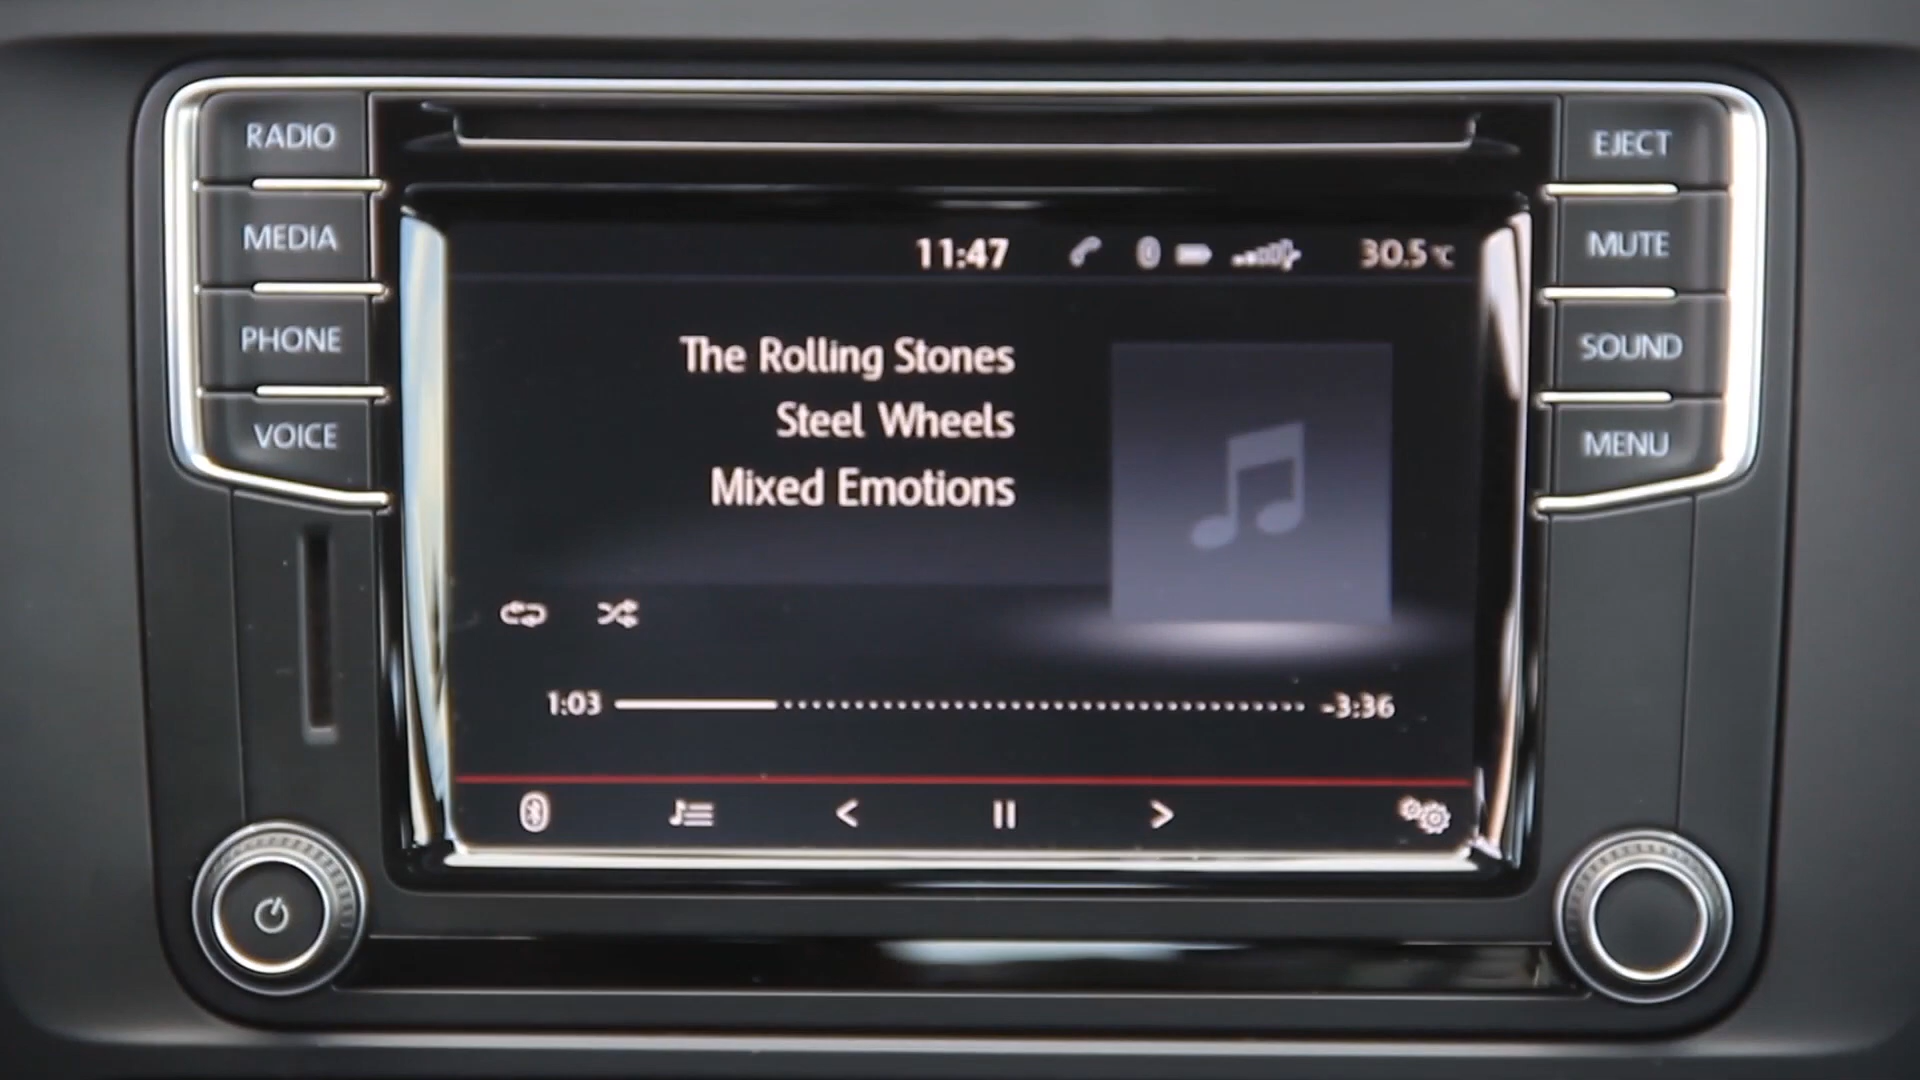 RADIO
MEDIA
PHONE
VOICE
EJECT
MUTE
SOUND
MENU
11:47
30.5°C
The Rolling Stones
Steel Wheels
Mixed Emotions
1:03
-3:36